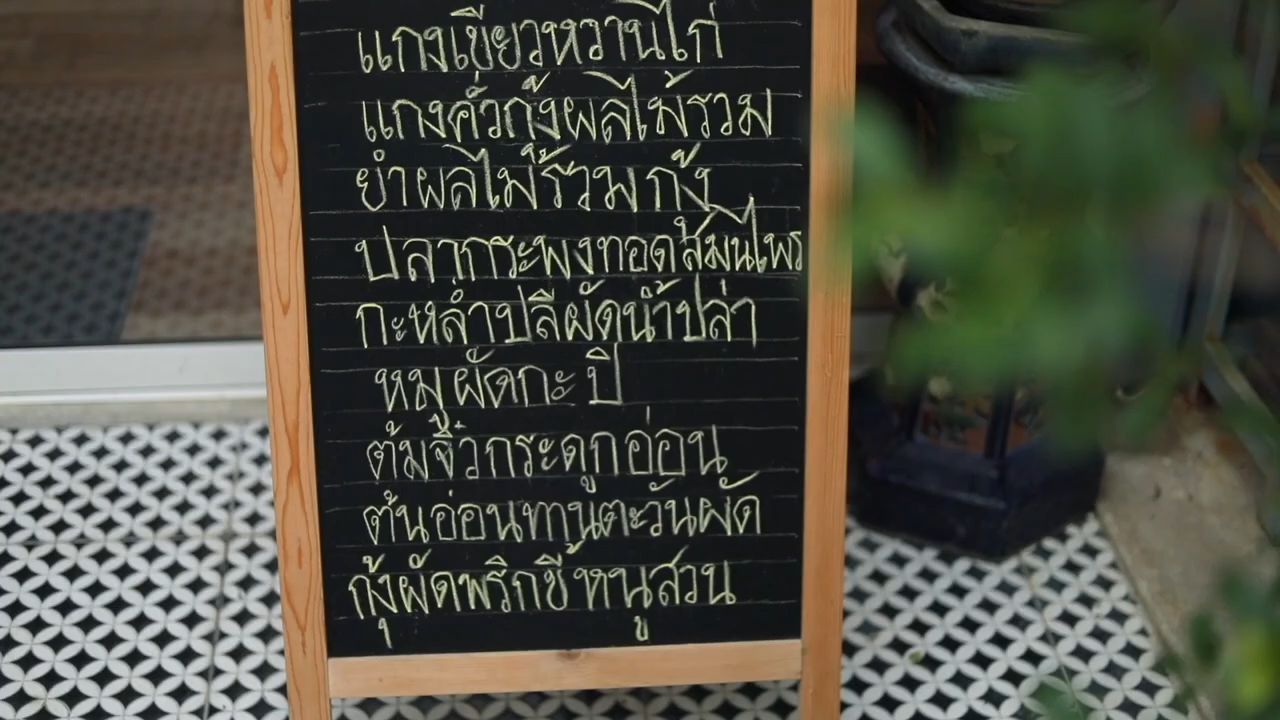 แกงเขียวหวานไก่
แกงคั่วกุ้งผลไม้รวม
ยำผลไม้รวมกุ้ง
ปลากระพงทอดสมุนไพร
กะหล่ำปลีผัดน้ำปล่า
หมูผัดกะปิ
ต้มจิ๋วกระดูกอ่อน
ต้นอ่อนทานตะวันผัด
กุ้งผัดพริกขี้หนูสวน